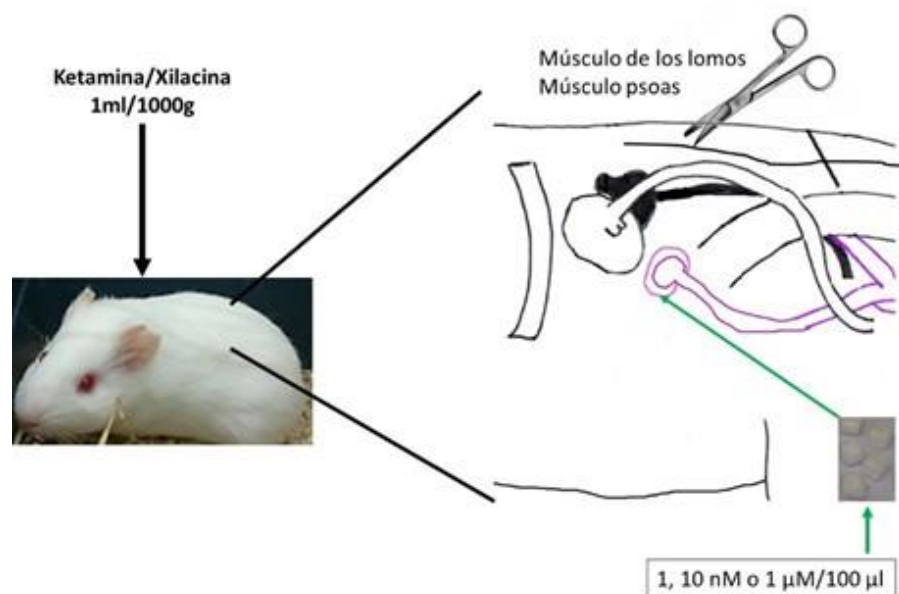 Ketamina/Xilacina
1ml/1000g
Músculo de los lomos
Músculo psoas
1, 10 nM o 1 µM/100 µl